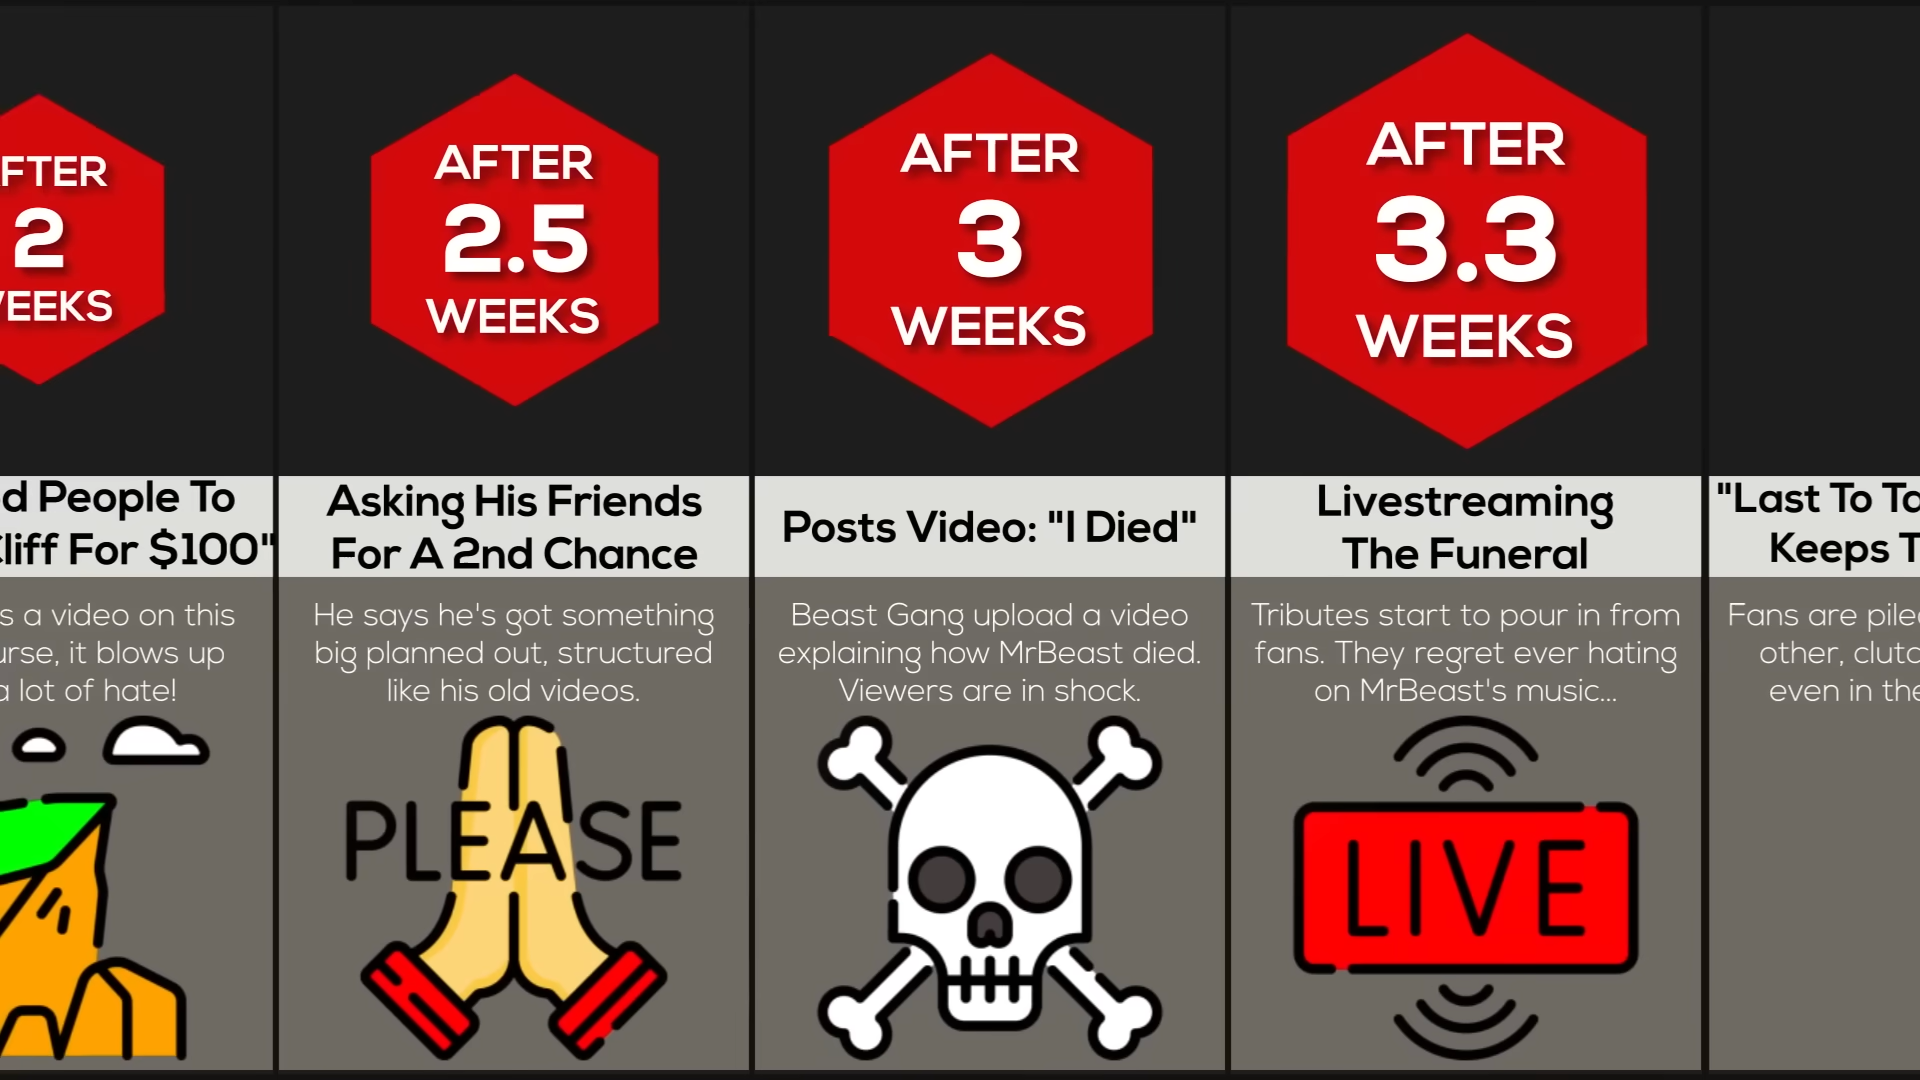 AFTER
2
WEEKS
People To
For $100"
s a video on this
it blows up
a lot of hate!
AFTER
2.5
WEEKS
Asking His Friends
For A 2nd Chance
He says he's got something
big planned out, structured
like his old videos.
PLEASE
AFTER
3
WEEKS
Posts Video: "I Died"
Beast Gang upload a video
explaining how MrBeast died.
Viewers are in shock.
AFTER
3.3
WEEKS
Livestreaming
The Funeral
Tributes start to pour in from
fans. They regret ever hating
on MrBeast's music...
LIVE
"Last To
Keeps
Fans are
other,
even in the